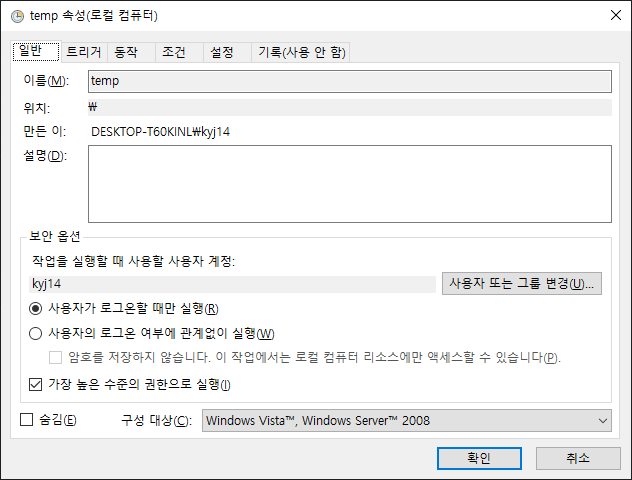 temp 속성(로컬 컴퓨터)
일반 트리거 동작 조건 설정 기록(사용 안 함)
이름(M): temp
위치: ₩
만든 이: DESKTOP-T60KINL₩kyj14
설명(D):
보안 옵션
작업을 실행할 때 사용할 사용자 계정:
kyj14 사용자 또는 그룹 변경(U)...
사용자가 로그온할 때만 실행(R)
사용자의 로그온 여부에 관계없이 실행(W)
암호를 저장하지 않습니다. 이 작업에서는 로컬 컴퓨터 리소스에만 액세스할 수 있습니다(P).
가장 높은 수준의 권한으로 실행(I)
숨김(E) 구성 대상(C): Windows Vista™, Windows Server™ 2008
확인 취소